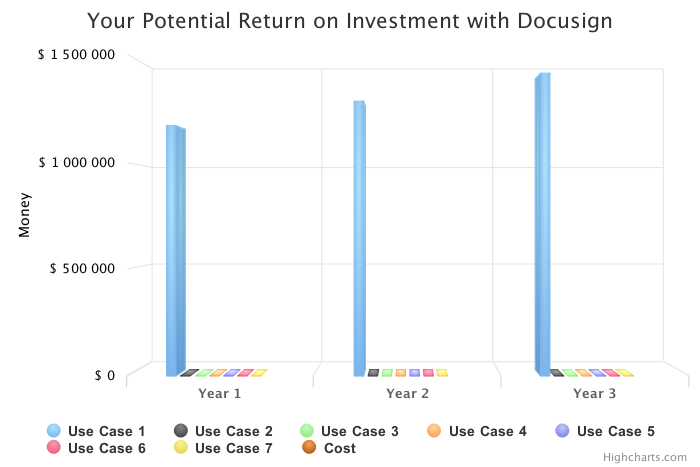 Your Potential Return on Investment with Docusign
$ 1 500 000
$ 1 000 000
$ 500 000
$ 0
Money
Year 1 Year 2 Year 3
Use Case 1 Use Case 2 Use Case 3 Use Case 4 Use Case 5
Use Case 6 Use Case 7 Cost
Highcharts.com